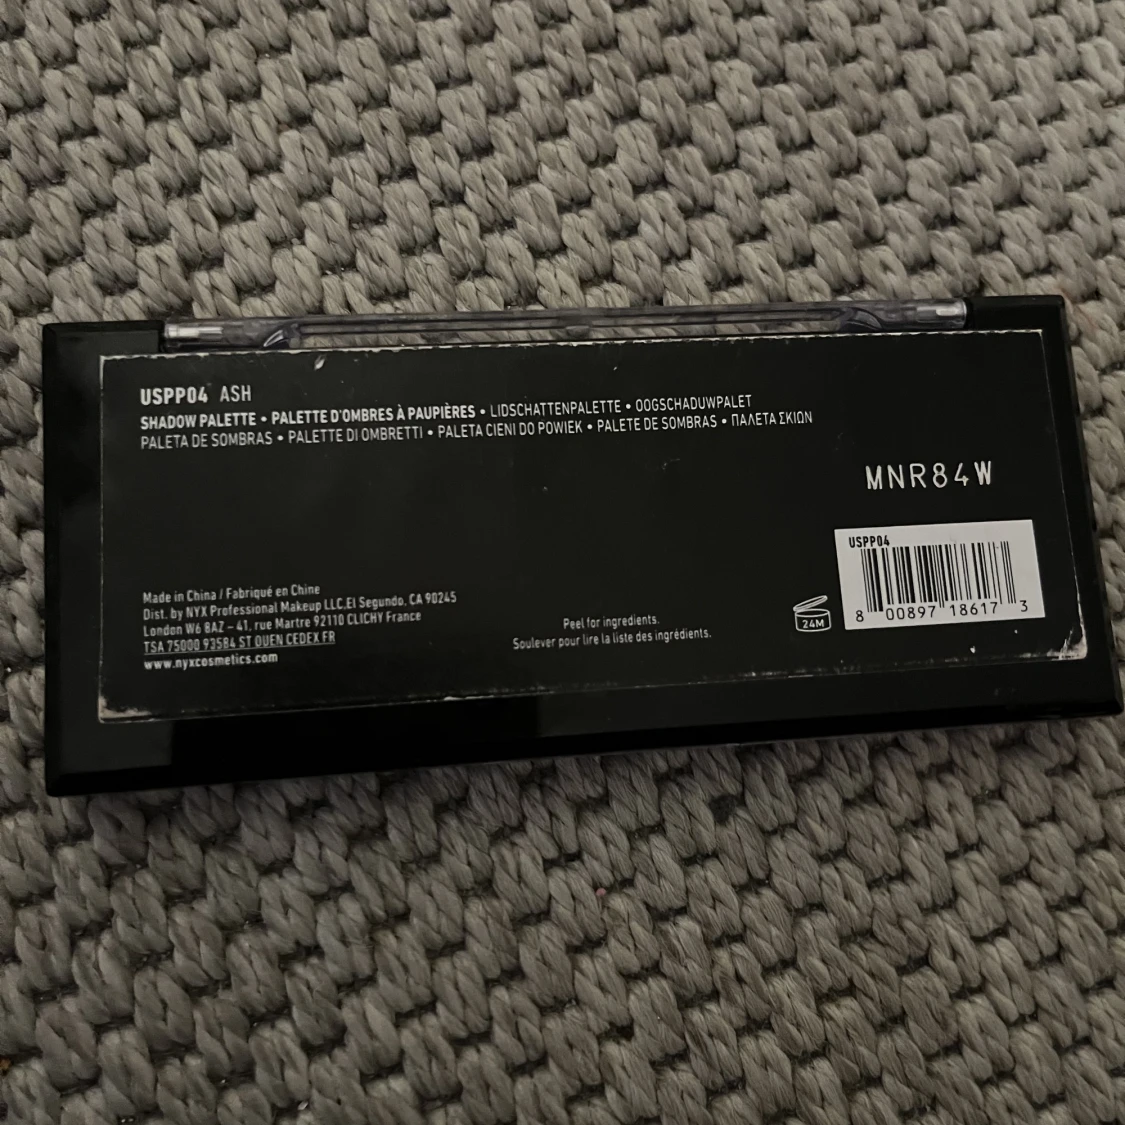 USPP04 ASH
SHADOW PALETTE • PALETTE D'OMBRES À PAUPIÈRES • LIDSCHATTENPALETTE • OOGSCHADUWPALET
PALETA DE SOMBRAS • PALETTE DI OMBRETTI • PALETA CIENI DO POWIEK • PALETE DE SOMBRAS • ΠΑΛΕΤΑ ΣΚΙΩΝ
MNR84W
USPP04
8 00897 18617 3
24M
Made in China / Fabriqué en Chine
Dist. by NYX Professional Makeup LLC,El Segundo, CA 90245
London W6 8AZ – 41, rue Martre 92110 CLICHY France
TSA 75000 93584 ST OUEN CEDEX FR
www.nyxcosmetics.com
Peel for ingredients.
Soulever pour lire la liste des ingrédients.